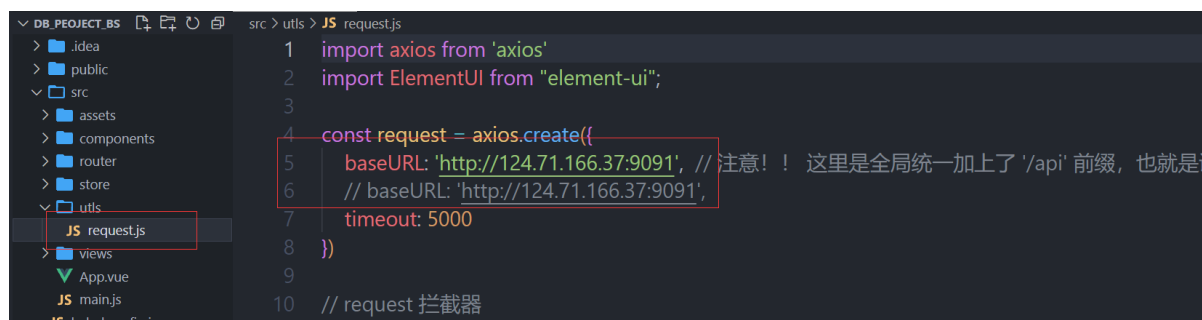 DB_PEOJECT_BS
.idea
public
src
assets
components
router
store
utls
JS request.js
views
App.vue
JS main.js
src > utls > JS request.js
1 import axios from 'axios'
2 import ElementUI from "element-ui";
3
4 const request = axios.create({
5 baseURL: 'http://124.71.166.37:9091', // 注意！！ 这里是全局统一加上了 '/api' 前缀，也就是
6 // baseURL: 'http://124.71.166.37:9091',
7 timeout: 5000
8 })
9
10 // request 拦截器